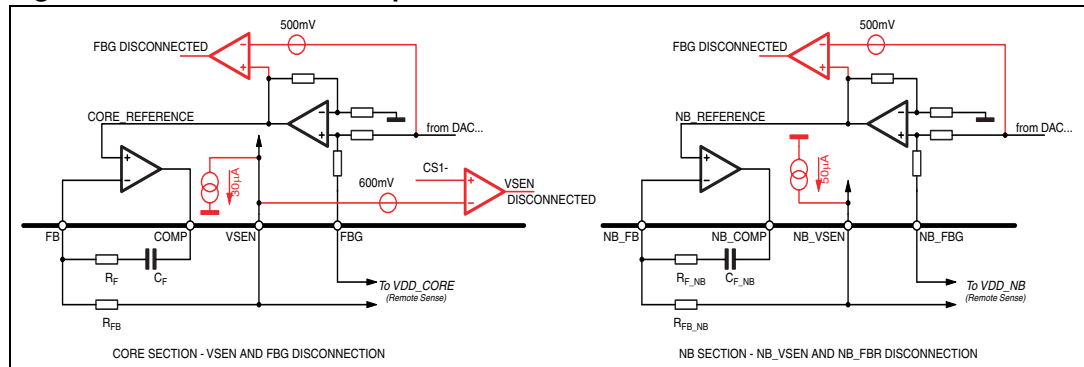 500mV
FBG DISCONNECTED
CORE_REFERENCE
from DAC...
30µA
CS1-
600mV
VSEN
DISCONNECTED
FB
COMP
VSEN
FBG
RF
CF
To VDD_CORE
(Remote Sense)
RFB
CORE SECTION - VSEN AND FBG DISCONNECTION
500mV
FBG DISCONNECTED
NB_REFERENCE
from DAC...
50µA
NB_FB
NB_COMP
NB_VSEN
NB_FBG
RF_NB
CF_NB
To VDD_NB
(Remote Sense)
RFB_NB
NB SECTION - NB_VSEN AND NB_FBR DISCONNECTION